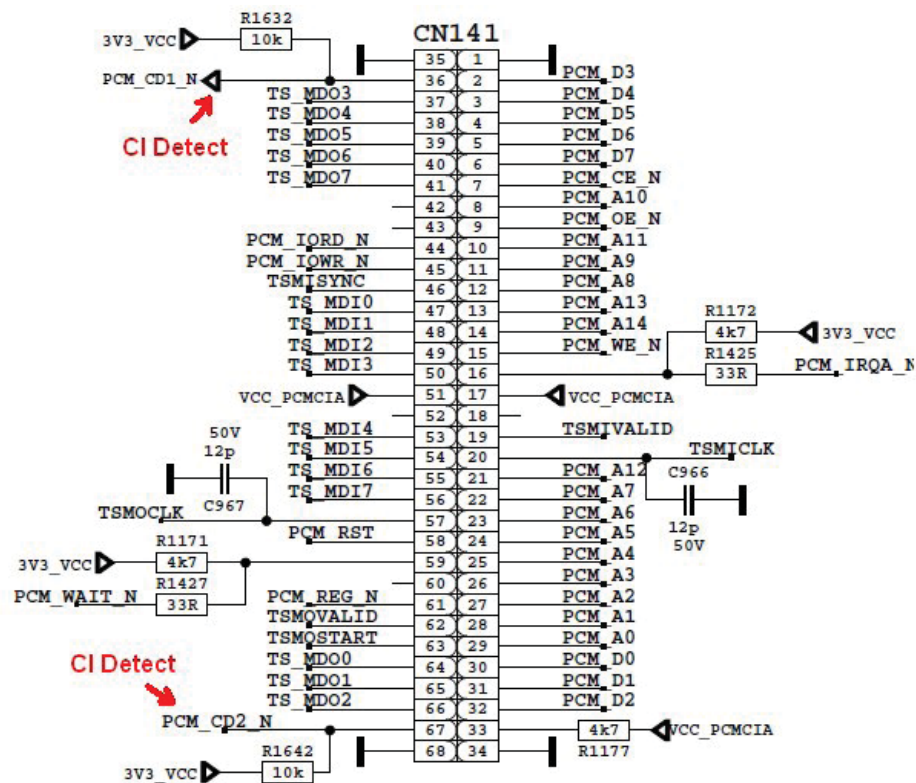 R1632
3V3_VCC
10k
CN141
35 1
PCM_CD1_N
36 2 PCM_D3
CI Detect
TS_MDO3 37 3 PCM_D4
TS_MDO4 38 4 PCM_D5
TS_MDO5 39 5 PCM_D6
TS_MDO6 40 6 PCM_D7
TS_MDO7 41 7 PCM_CE_N
42 8 PCM_A10
43 9 PCM_OE_N
PCM_IORD_N 44 10 PCM_A11
PCM_IOWR_N 45 11 PCM_A9
TSMISYNC 46 12 PCM_A8
TS_MDI0 47 13 PCM_A13
TS_MDI1 48 14 PCM_A14
R1172
4k7
3V3_VCC
TS_MDI2 49 15 PCM_WE_N
TS_MDI3 50 16
R1425
33R
PCM_IRQA_N
VCC_PCMCIA 51 17 VCC_PCMCIA
52 18
TS_MDI4 53 19 TSMIVALID
TS_MDI5 54 20 TSMICLK
50V
12p
C967
TS_MDI6 55 21 PCM_A12
C966
12p
50V
TS_MDI7 56 22 PCM_A7
TSMOCLK 57 23 PCM_A6
PCM_RST 58 24 PCM_A5
R1171
3V3_VCC
4k7
59 25 PCM_A4
R1427
PCM_WAIT_N
33R
60 26 PCM_A3
PCM_REG_N 61 27 PCM_A2
TSMOVALID 62 28 PCM_A1
TSMOSTART 63 29 PCM_A0
TS_MDO0 64 30 PCM_D0
CI Detect
TS_MDO1 65 31 PCM_D1
TS_MDO2 66 32 PCM_D2
PCM_CD2_N 67 33 4k7 VCC_PCMCIA
R1177
R1642
68 34
3V3_VCC
10k